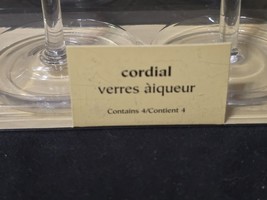 cordial
verres àiqueur
Contains 4/Contient 4